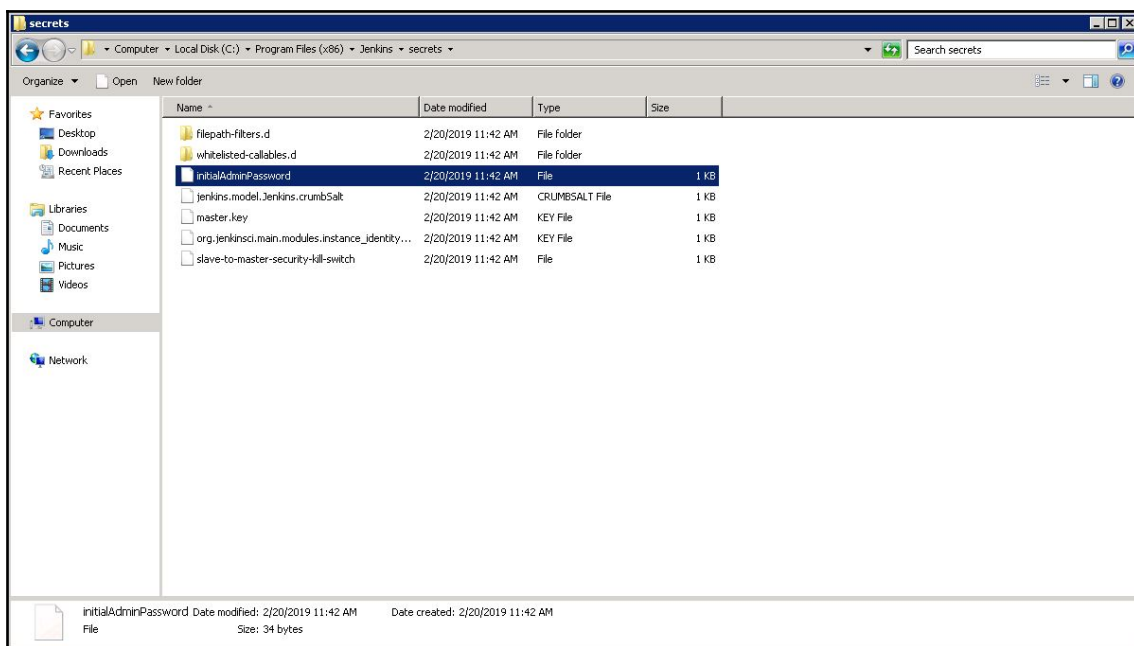 secrets
Computer Local Disk (C:) Program Files (x86) Jenkins secrets Search secrets
Organize Open New folder
Favorites
Desktop
Downloads
Recent Places
Libraries
Documents
Music
Pictures
Videos
Computer
Network
Name Date modified Type Size
filepath-filters.d 2/20/2019 11:42 AM File folder
whitelisted-callables.d 2/20/2019 11:42 AM File folder
initialAdminPassword 2/20/2019 11:42 AM File 1 KB
jenkins.model.Jenkins.crumbSalt 2/20/2019 11:42 AM CRUMBSALT File 1 KB
master.key 2/20/2019 11:42 AM KEY File 1 KB
org.jenkinsci.main.modules.instance_identity... 2/20/2019 11:42 AM KEY File 1 KB
slave-to-master-security-kill-switch 2/20/2019 11:42 AM File 1 KB
initialAdminPassword Date modified: 2/20/2019 11:42 AM Date created: 2/20/2019 11:42 AM
File Size: 34 bytes